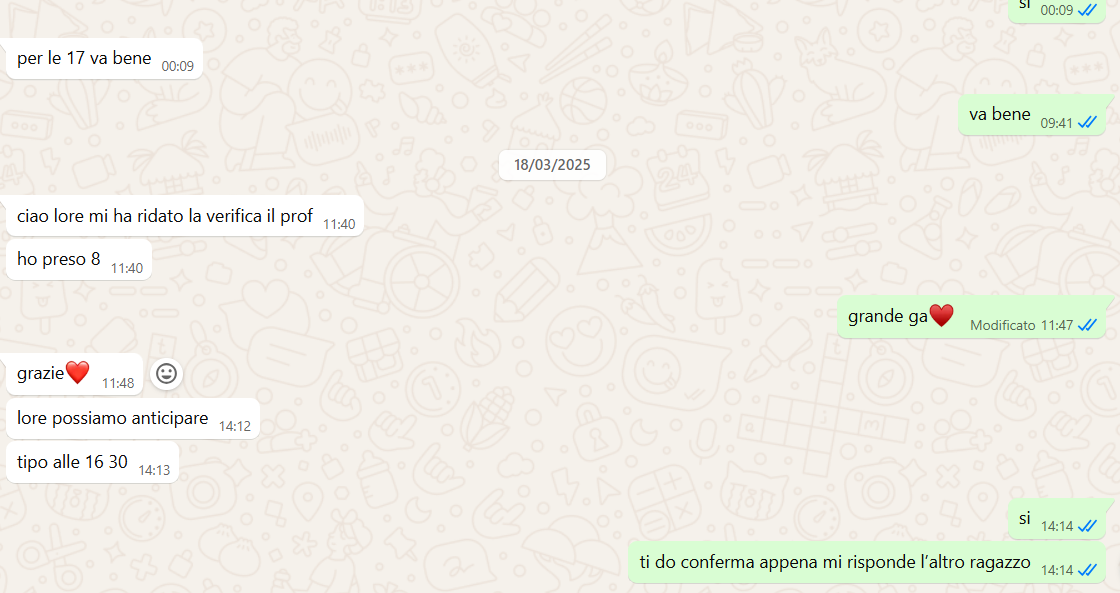 si 00:09
per le 17 va bene 00:09
va bene 09:41
18/03/2025
ciao lore mi ha ridato la verifica il prof 11:40
ho preso 8 11:40
grande ga♥️ Modificato 11:47
grazie❤️ 11:48
lore possiamo anticipare 14:12
tipo alle 16 30 14:13
si 14:14
ti do conferma appena mi risponde l'altro ragazzo 14:14